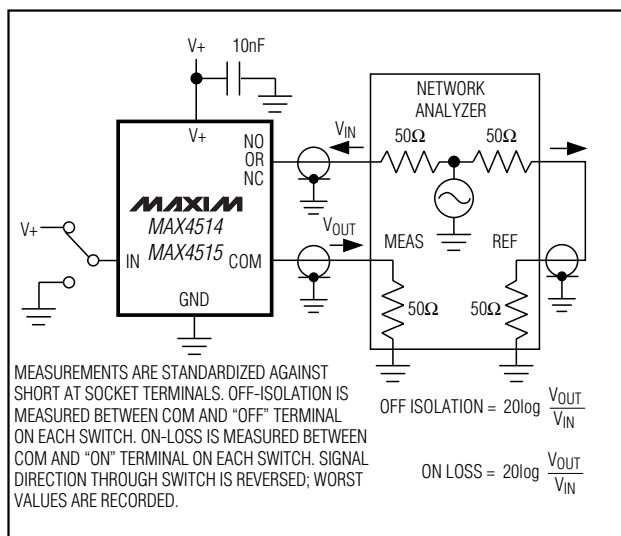 V+
10nF
V+
NO
OR
NC
VIN
NETWORK
ANALYZER
50Ω
50Ω
MAXIM
MAX4514
MAX4515
V+
IN
COM
VOUT
MEAS
REF
GND
50Ω
50Ω
MEASUREMENTS ARE STANDARDIZED AGAINST
SHORT AT SOCKET TERMINALS. OFF-ISOLATION IS
MEASURED BETWEEN COM AND “OFF” TERMINAL
ON EACH SWITCH. ON-LOSS IS MEASURED BETWEEN
COM AND “ON” TERMINAL ON EACH SWITCH. SIGNAL
DIRECTION THROUGH SWITCH IS REVERSED; WORST
VALUES ARE RECORDED.
OFF ISOLATION = 20log VOUT
VIN
ON LOSS = 20log VOUT
VIN